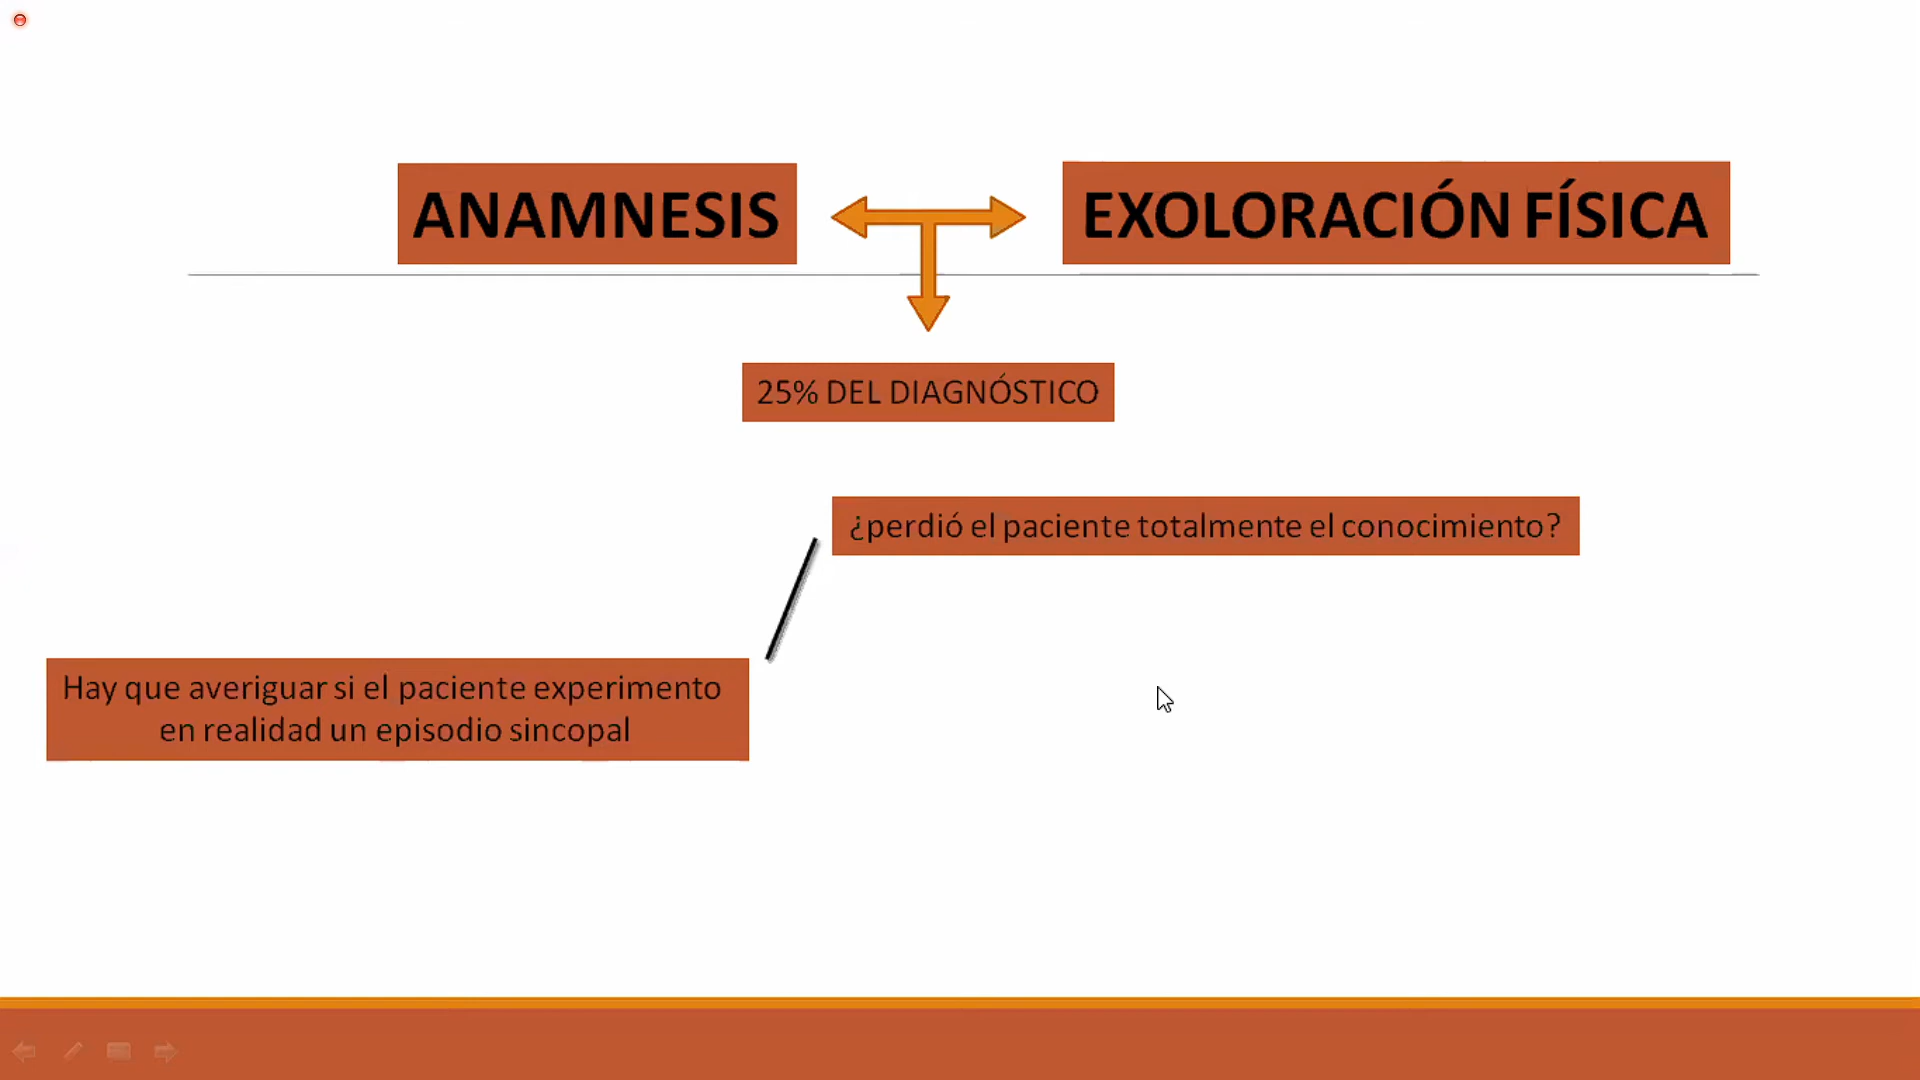 ANAMNESIS
EXOLORACIÓN FÍSICA
25% DEL DIAGNÓSTICO
¿perdió el paciente totalmente el conocimiento?
Hay que averiguar si el paciente experimento
en realidad un episodio sincopal